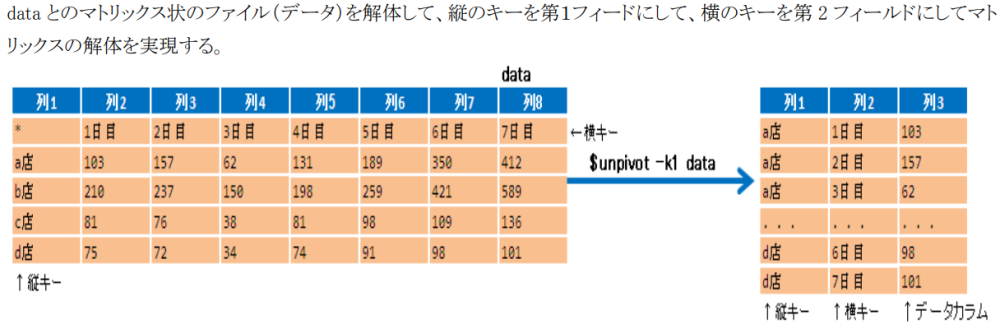 dataとのマトリックス状のファイル(データ)を解体して、縦のキーを第1フィードにして、横のキーを第２フィールドにしてマト
リックスの解体を実現する。
data
列1 列2 列3 列4 列5 列6 列7 列8
* 1日目 2日目 3日目 4日目 5日目 6日目 7日目 ←横キー
a店 103 157 62 131 189 350 412
b店 210 237 150 198 259 421 589
c店 81 76 38 81 98 109 136
d店 75 72 34 74 91 98 101
↑縦キー
$unpivot -k1 data
列1 列2 列3
a店 1日目 103
a店 2日目 157
a店 3日目 62
... ... ...
d店 6日目 98
d店 7日目 101
↑縦キー ↑横キー ↑データカラム